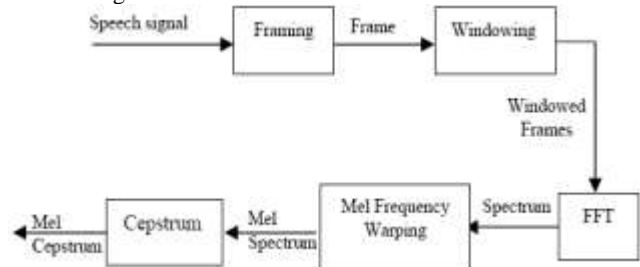 Speech signal
Framing
Frame
Windowing
Windowed
Frames
FFT
Spectrum
Mel Frequency
Warping
Mel
Spectrum
Cepstrum
Mel
Cepstrum